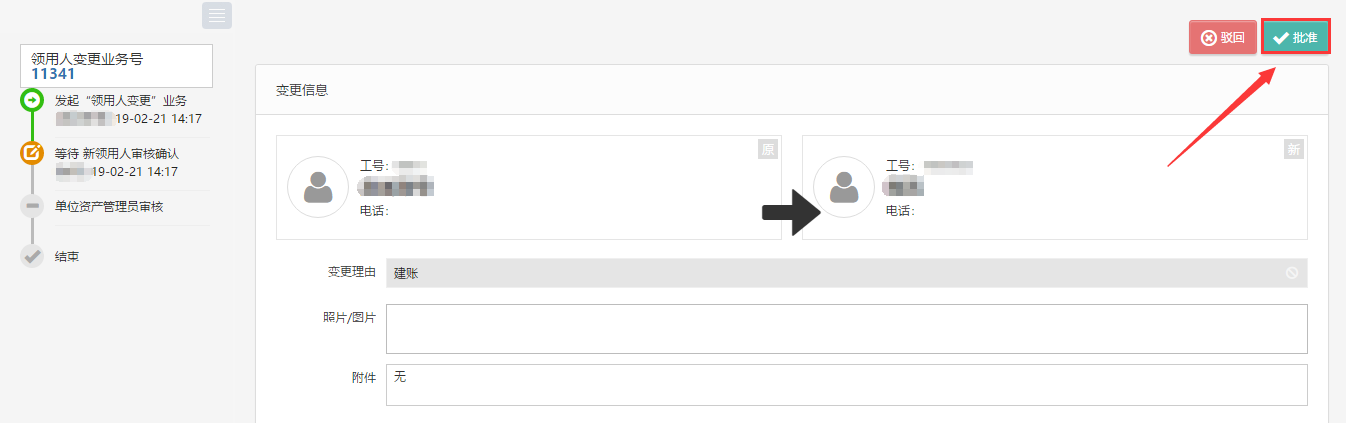 领用人变更业务号
11341
发起“领用人变更”业务
19-02-21 14:17
等待 新领用人审核确认
19-02-21 14:17
单位资产管理员审核
结束
驳回
批准
变更信息
原
工号:
电话:
新
工号:
电话:
变更理由
建账
照片/图片
附件
无